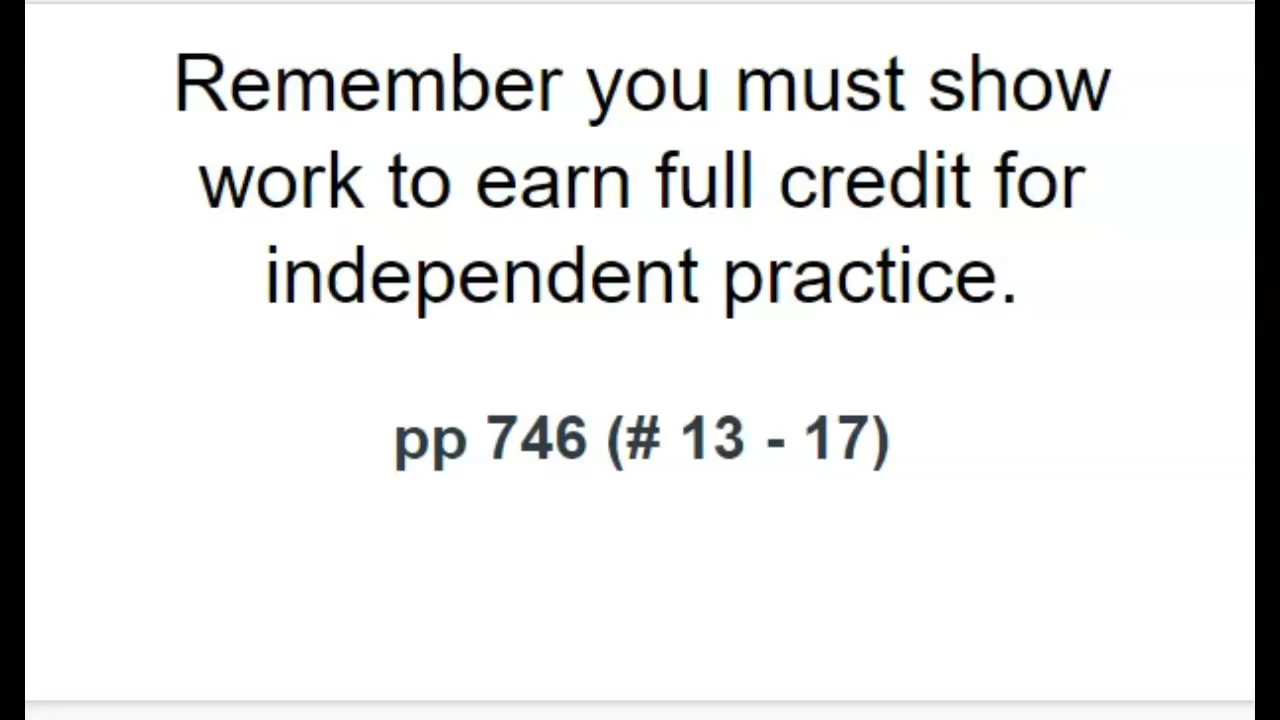 Remember you must show
work to earn full credit for
independent practice.
pp 746 (# 13 - 17)